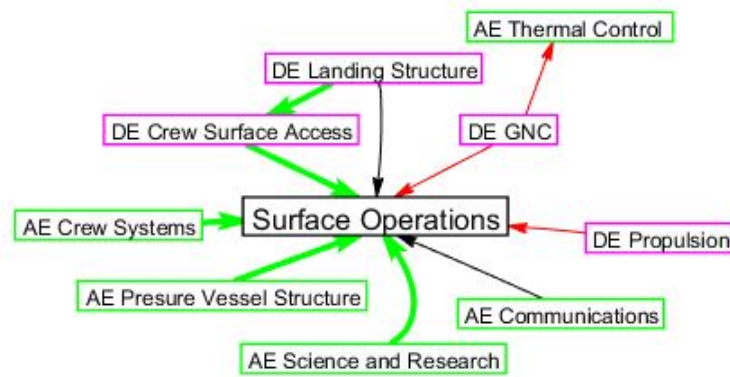 AE Thermal Control
DE Landing Structure
DE Crew Surface Access
DE GNC
Surface Operations
AE Crew Systems
DE Propulsion
AE Presure Vessel Structure
AE Communications
AE Science and Research